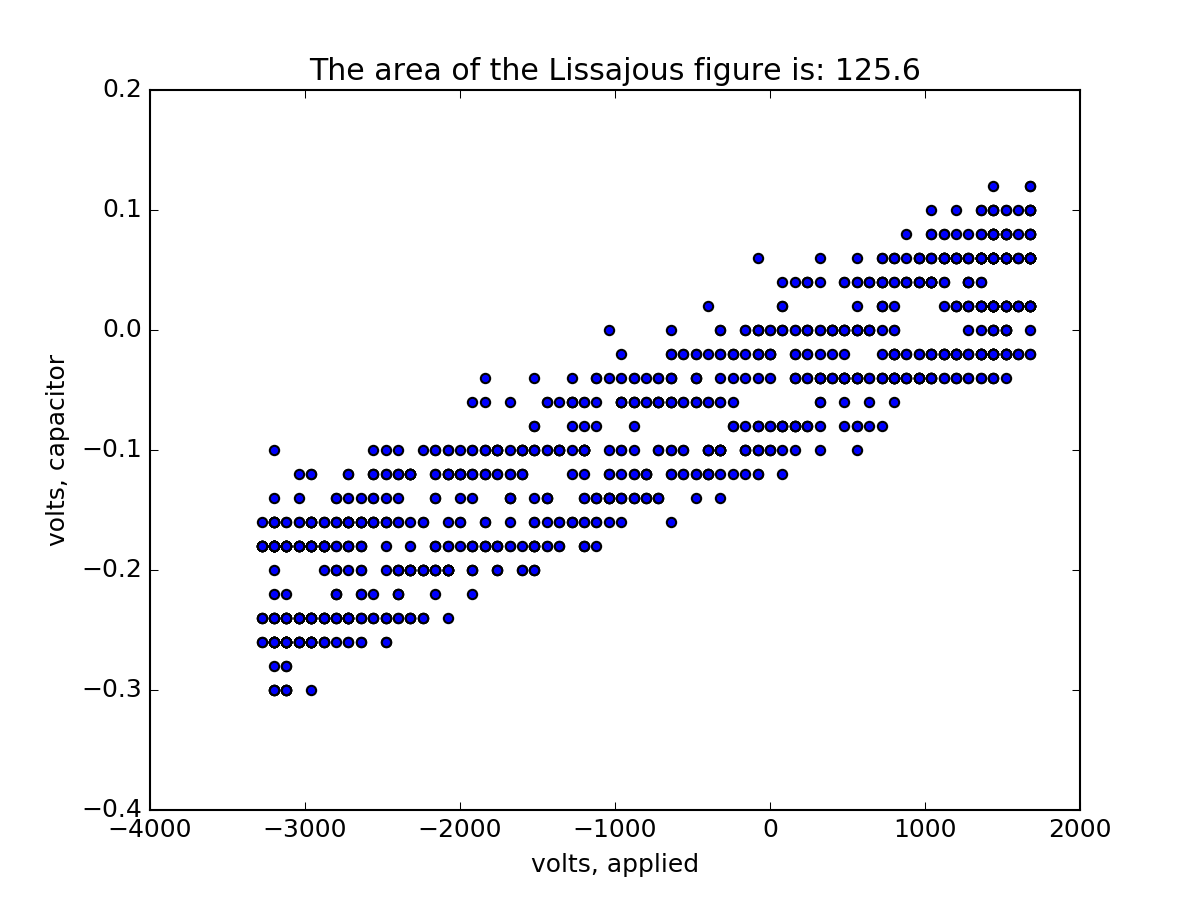 The area of the Lissajous figure is: 125.6
0.2
0.1
0.0
−0.1
−0.2
−0.3
−0.4
volts, capacitor
−4000 −3000 −2000 −1000 0 1000 2000
volts, applied